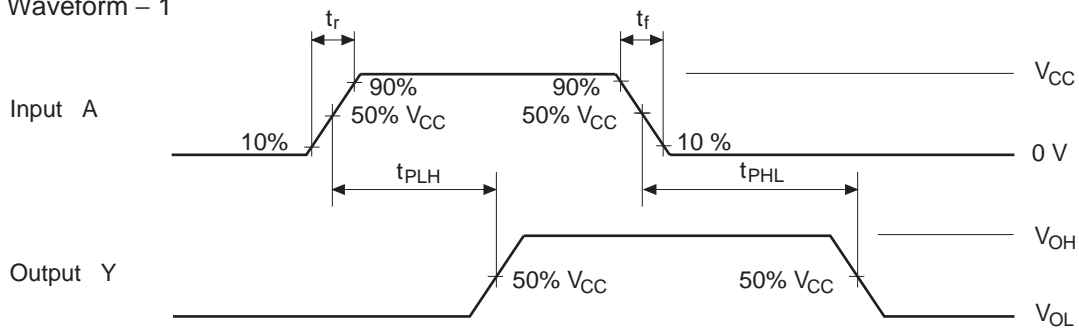 Waveform – 1
tr
tf
VCC
90%
90%
Input A
50% VCC
50% VCC
10%
10 %
0 V
tPLH
tPHL
VOH
Output Y
50% VCC
50% VCC
VOL